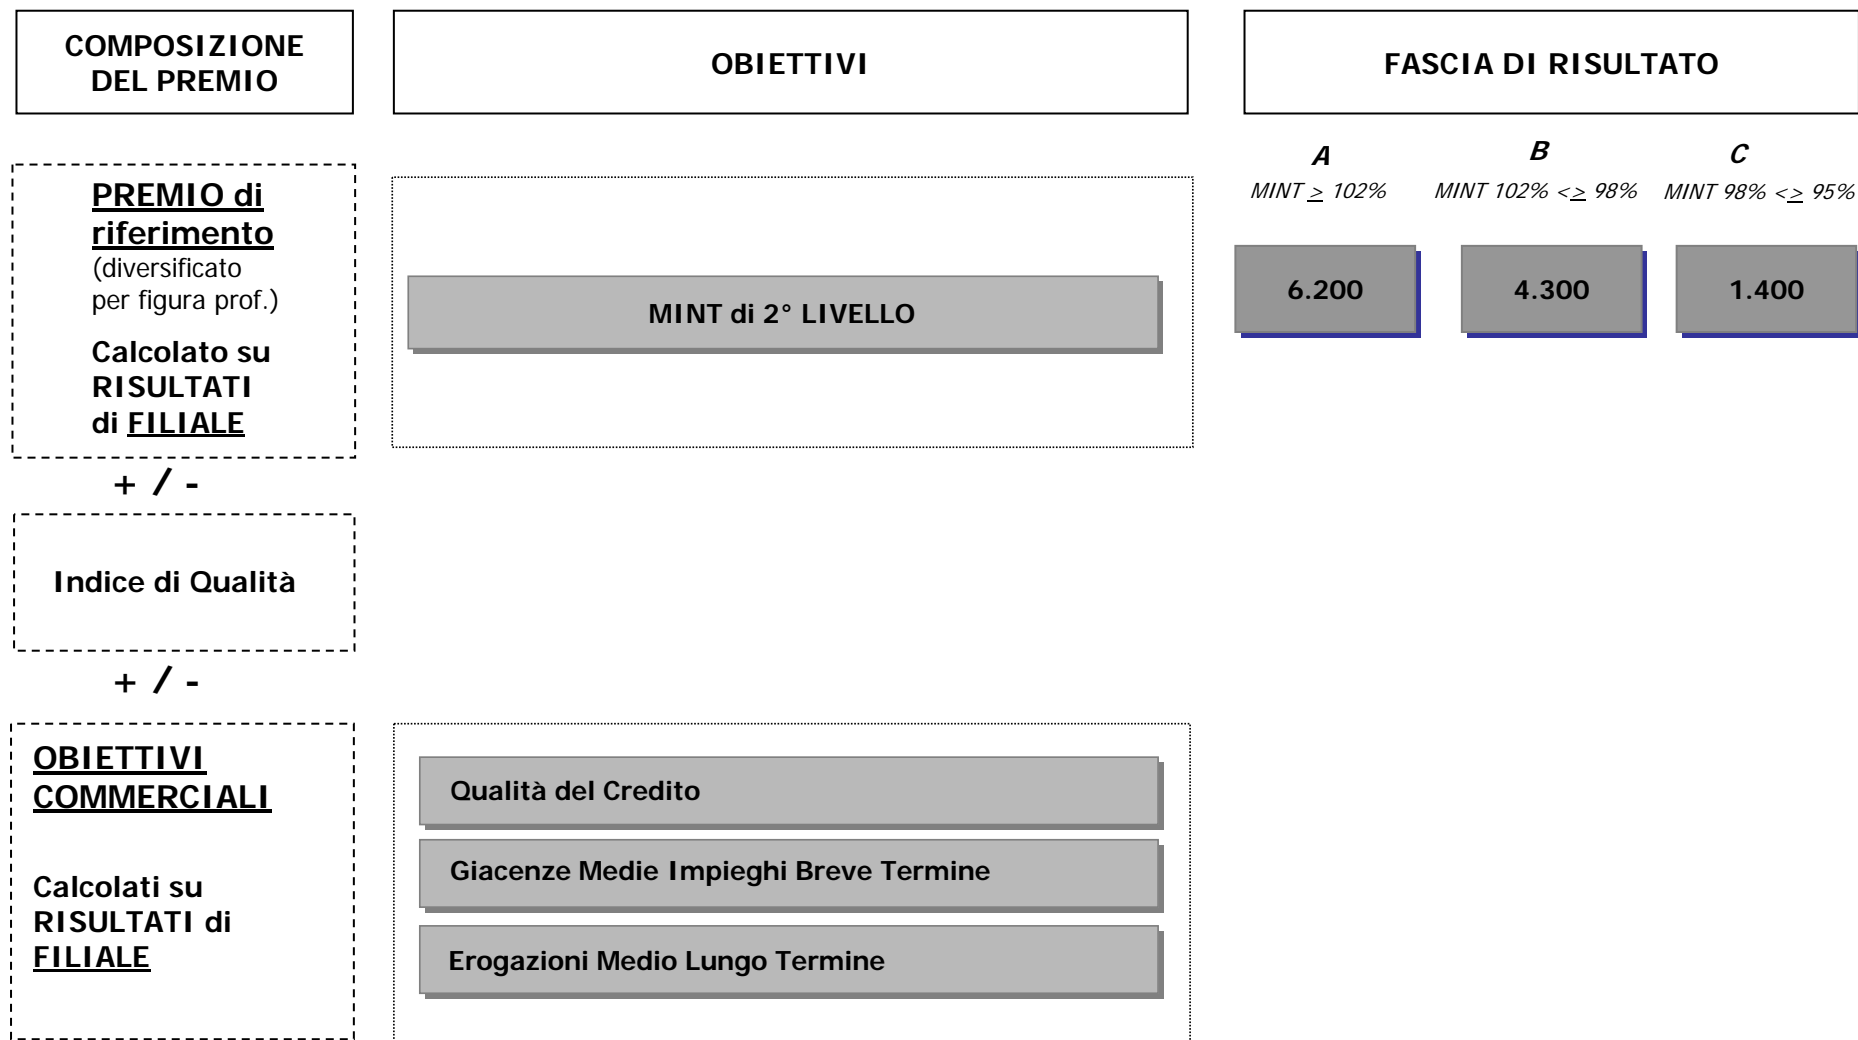 COMPOSIZIONE
DEL PREMIO
OBIETTIVI
FASCIA DI RISULTATO
A
B
C
MINT ≥ 102%
MINT 102% <≥ 98%
MINT 98% <≥ 95%
PREMIO di
riferimento
(diversificato
per figura prof.)
Calcolato su
RISULTATI
di FILIALE
MINT di 2° LIVELLO
6.200
4.300
1.400
+ / -
Indice di Qualità
+ / -
OBIETTIVI
COMMERCIALI
Calcolati su
RISULTATI di
FILIALE
Qualità del Credito
Giacenze Medie Impieghi Breve Termine
Erogazioni Medio Lungo Termine